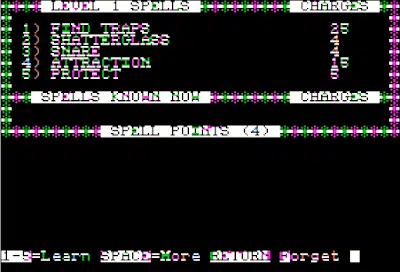 LEVEL 1 SPELLS CHARGES
1) FIND TRAPS 25
2) SHATTERGLASS
3) SNARE 4
4) ATTRACTION 15
5) PROTECT 5
SPELLS KNOWN NOW CHARGES
SPELL POINTS (4)
1-5=Learn SPACE=More RETURN Forget